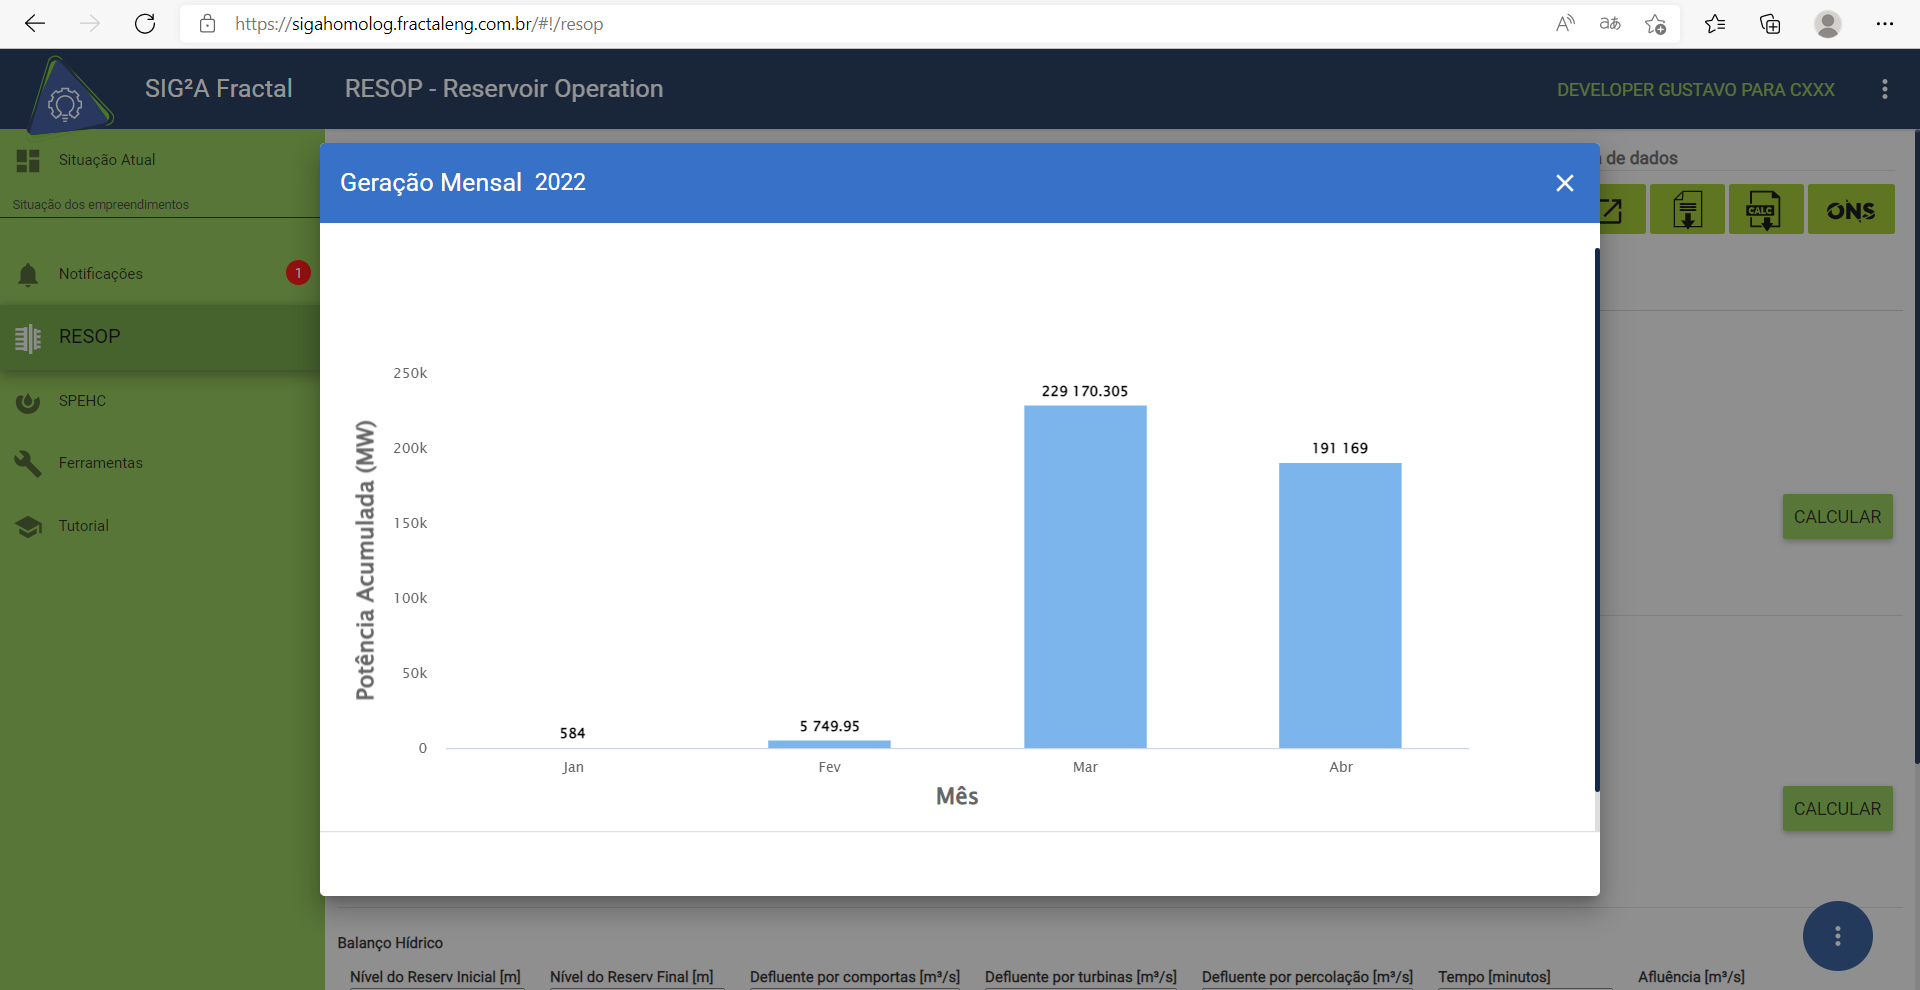 https://sigahomolog.fractaleng.com.br/#!/resop
SIG²A Fractal
RESOP - Reservoir Operation
DEVELOPER GUSTAVO PARA CXXX
Situação Atual
Situação dos empreendimentos
Notificações
1
RESOP
SPEHC
Ferramentas
Tutorial
de dados
CALC
ONS
Geração Mensal 2022
250k
200k
150k
100k
50k
0
Potência Acumulada (MW)
584
5 749.95
229 170.305
191 169
Jan
Fev
Mar
Abr
Mês
CALCULAR
CALCULAR
Balanço Hídrico
Nível do Reserv Inicial [m]
Nível do Reserv Final [m]
Defluente por comportas [m³/s]
Defluente por turbinas [m³/s]
Defluente por percolação [m³/s]
Tempo [minutos]
Afluência [m³/s]